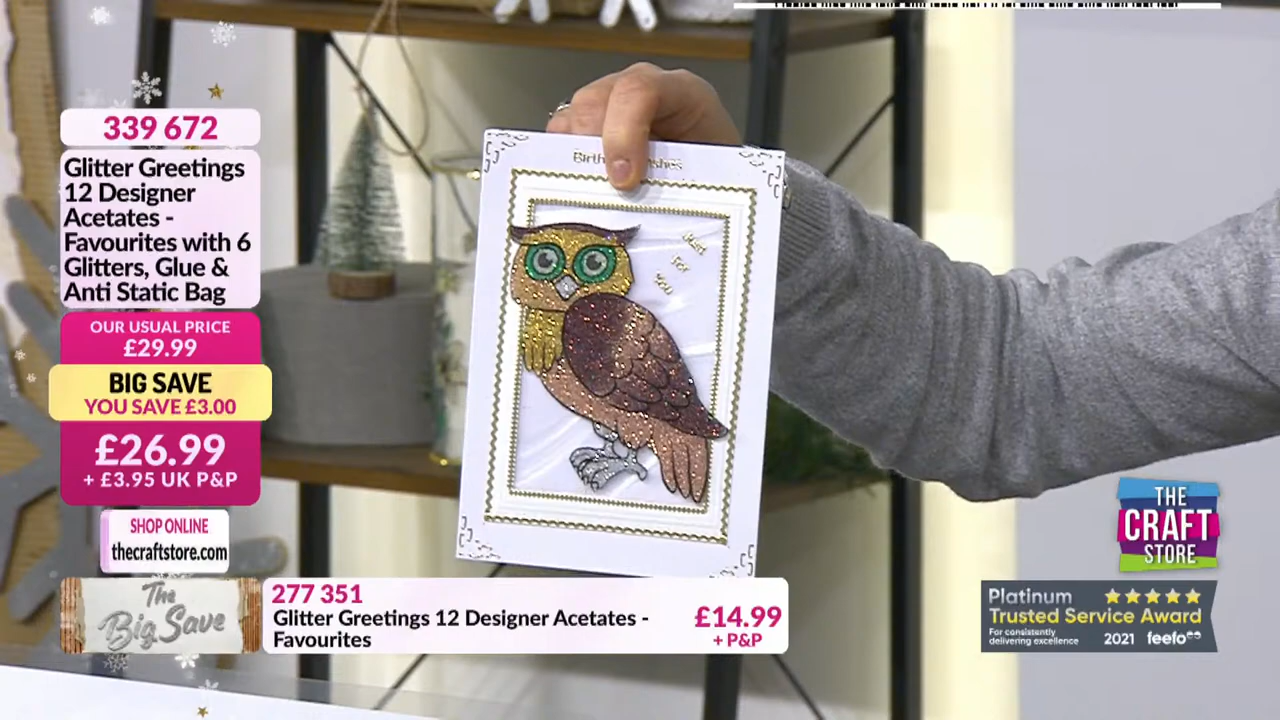 339 672
Glitter Greetings
12 Designer
Acetates -
Favourites with 6
Glitters, Glue &
Anti Static Bag
OUR USUAL PRICE
£29.99
BIG SAVE
YOU SAVE £3.00
£26.99
+ £3.95 UK P&P
SHOP ONLINE
thecraftstore.com
The
Big Save
277 351
Glitter Greetings 12 Designer Acetates -
Favourites
£14.99
+ P&P
Just
For
You
THE
CRAFT
STORE
Platinum
Trusted Service Award
For consistently
delivering excellence
2021 feefo